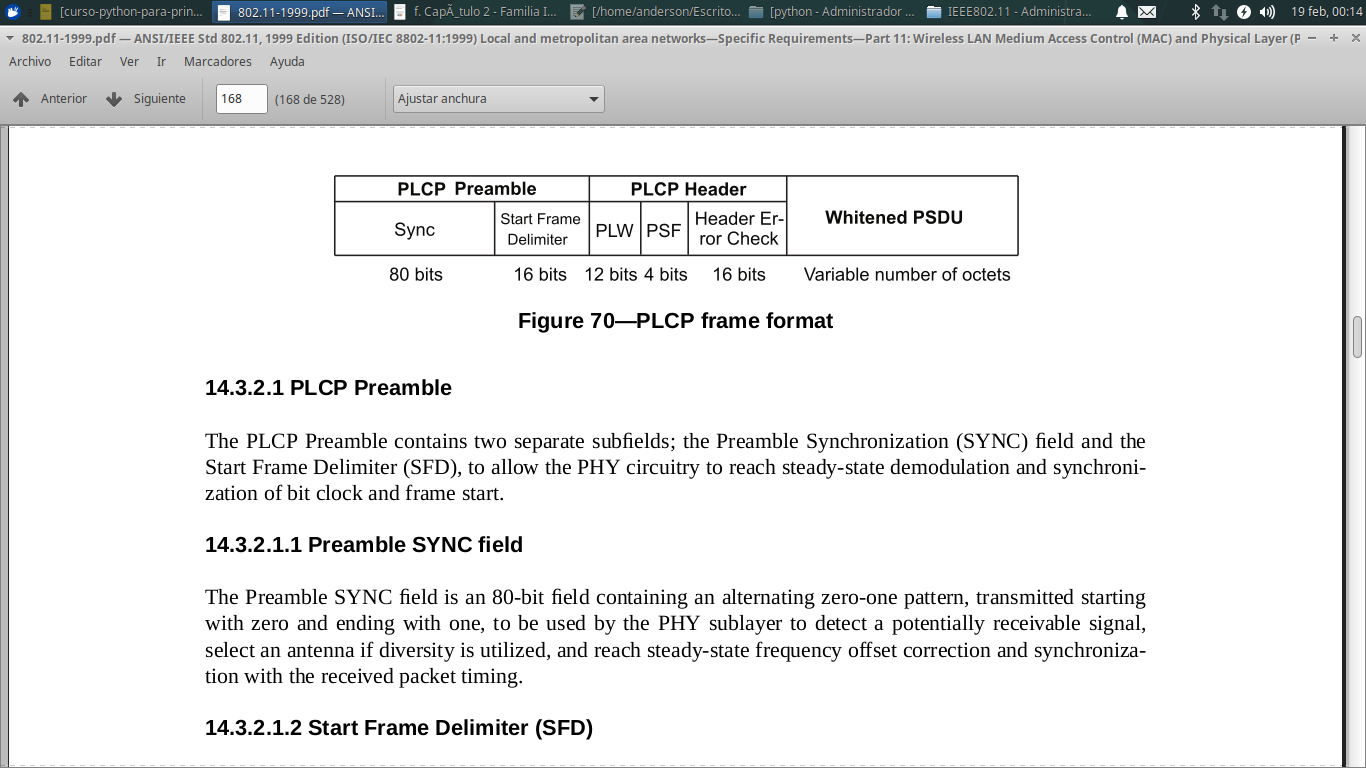 [curso-python-para-prin... 802.11-1999.pdf — ANSI... f. CapÃ_tulo 2 - Familia I... [/home/anderson/Escrito... [python - Administrador ... IEEE802.11 - Administra... 19 feb, 00:14
802.11-1999.pdf — ANSI/IEEE Std 802.11, 1999 Edition (ISO/IEC 8802-11:1999) Local and metropolitan area networks—Specific Requirements—Part 11: Wireless LAN Medium Access Control (MAC) and Physical Layer (P
Archivo Editar Ver Ir Marcadores Ayuda
Anterior Siguiente 168 (168 de 528) Ajustar anchura
PLCP Preamble PLCP Header
Whitened PSDU
Sync Start Frame Delimiter PLW PSF Header Er-
ror Check
80 bits 16 bits 12 bits 4 bits 16 bits Variable number of octets
Figure 70—PLCP frame format
14.3.2.1 PLCP Preamble
The PLCP Preamble contains two separate subfields; the Preamble Synchronization (SYNC) field and the
Start Frame Delimiter (SFD), to allow the PHY circuitry to reach steady-state demodulation and synchroni-
zation of bit clock and frame start.
14.3.2.1.1 Preamble SYNC field
The Preamble SYNC field is an 80-bit field containing an alternating zero-one pattern, transmitted starting
with zero and ending with one, to be used by the PHY sublayer to detect a potentially receivable signal,
select an antenna if diversity is utilized, and reach steady-state frequency offset correction and synchroniza-
tion with the received packet timing.
14.3.2.1.2 Start Frame Delimiter (SFD)